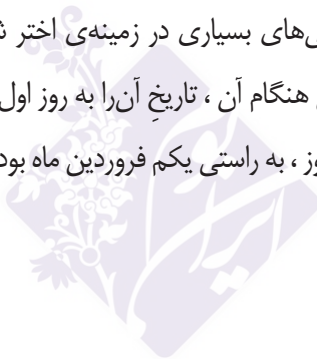 ‌های بسیاری در زمینه‌ی اختر
هنگام آن ، تاریخِ آن‌را به روز اول
وز ، به راستی یکم فروردین ماه بود